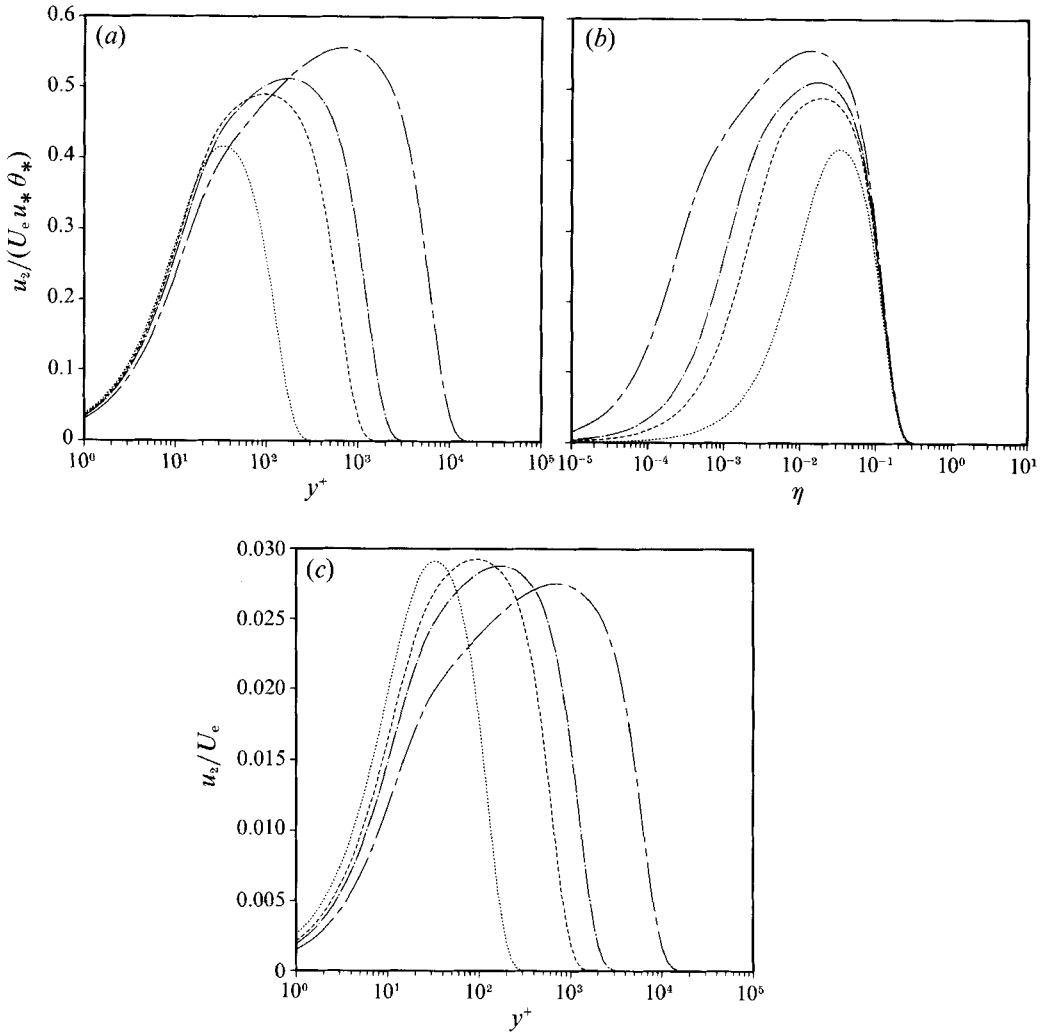 (a)
0.6
0.5
0.4
0.3
0.2
0.1
0
u₂/(Uₑ u* θ*)
10⁰ 10¹ 10² 10³ 10⁴ 10⁵
y⁺
(b)
10⁻⁵ 10⁻⁴ 10⁻³ 10⁻² 10⁻¹ 10⁰ 10¹
η
(c)
0.030
0.025
0.020
0.015
0.010
0.005
0
u₂/Uₑ
10⁰ 10¹ 10² 10³ 10⁴ 10⁵
y⁺